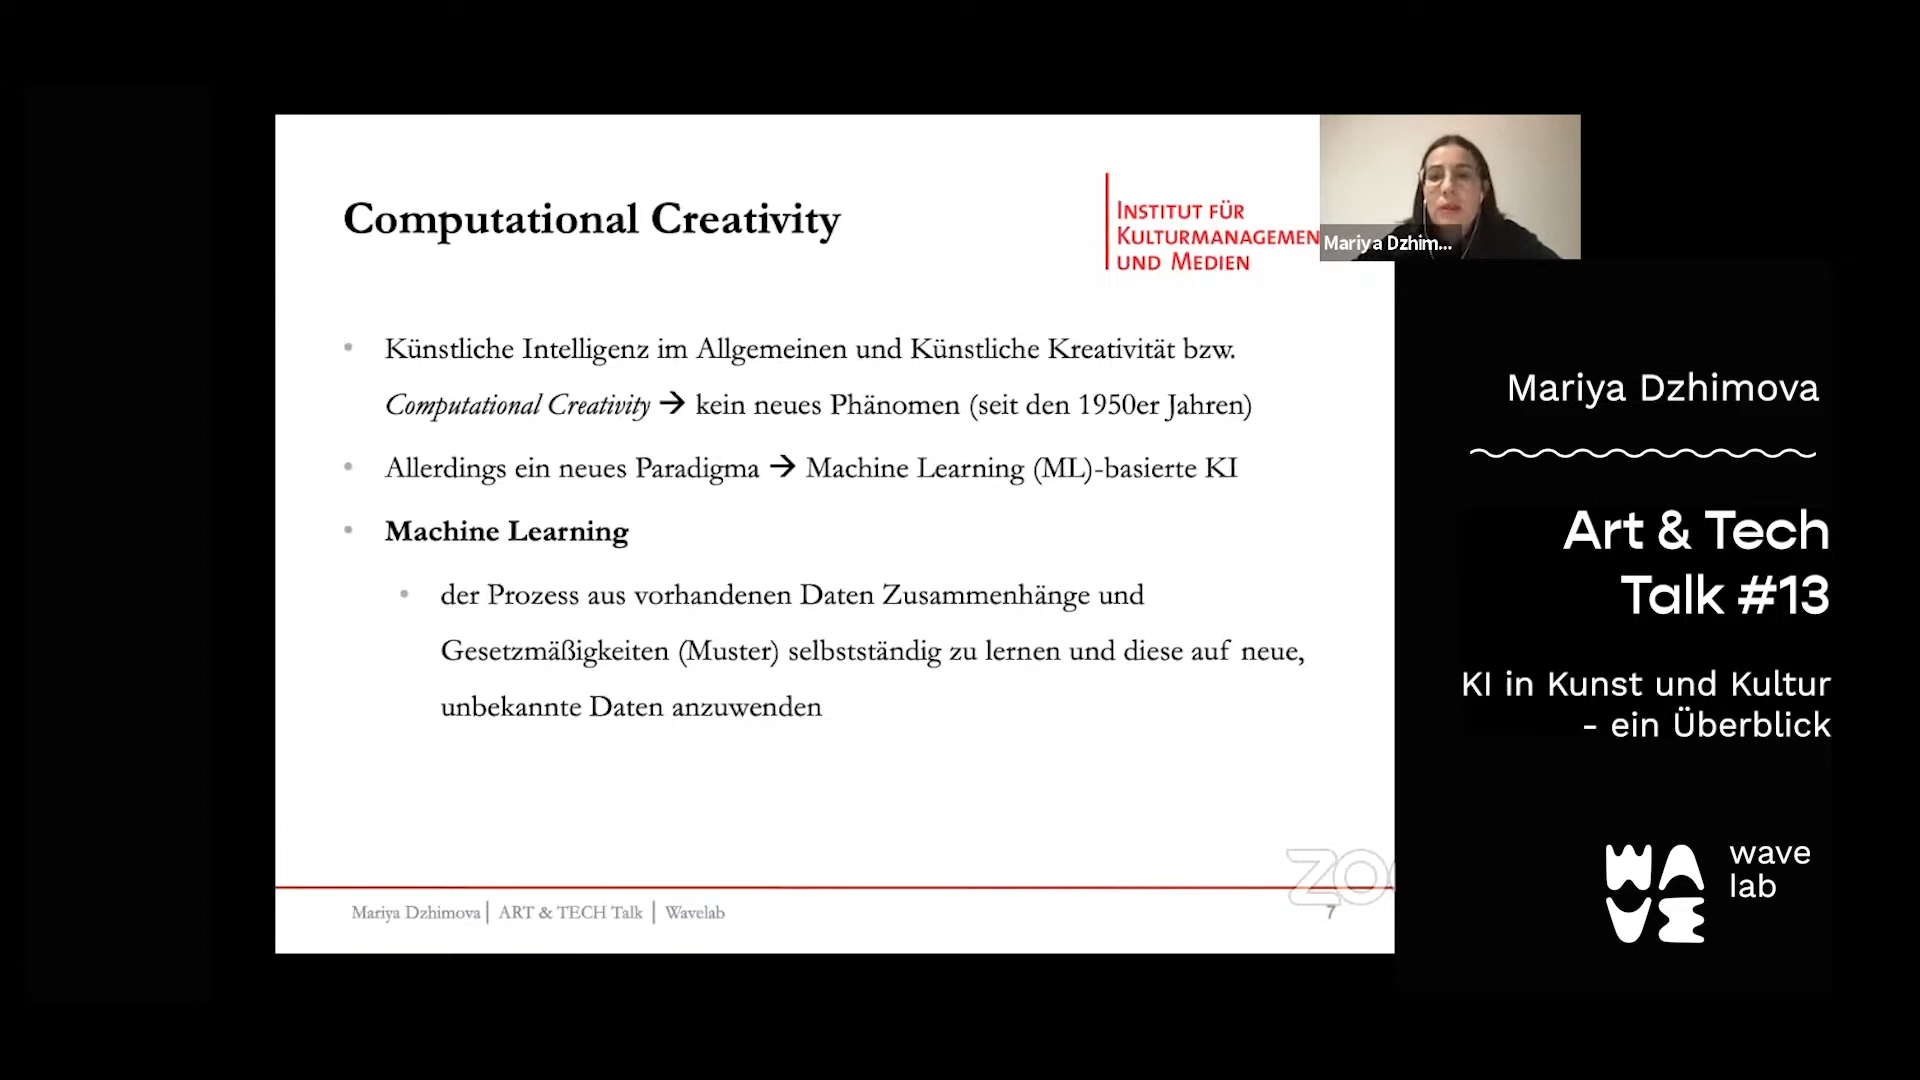 Computational Creativity
INSTITUT FÜR
KULTURMANAGEMEN
UND MEDIEN
Mariya Dzhim...
• Künstliche Intelligenz im Allgemeinen und Künstliche Kreativität bzw.
Computational Creativity → kein neues Phänomen (seit den 1950er Jahren)
• Allerdings ein neues Paradigma → Machine Learning (ML)-basierte KI
• Machine Learning
• der Prozess aus vorhandenen Daten Zusammenhänge und
Gesetzmäßigkeiten (Muster) selbstständig zu lernen und diese auf neue,
unbekannte Daten anzuwenden
ZO
Mariya Dzhimova | ART & TECH Talk | Wavelab
7
Mariya Dzhimova
Art & Tech
Talk #13
KI in Kunst und Kultur
- ein Überblick
WA
VE
wave
lab